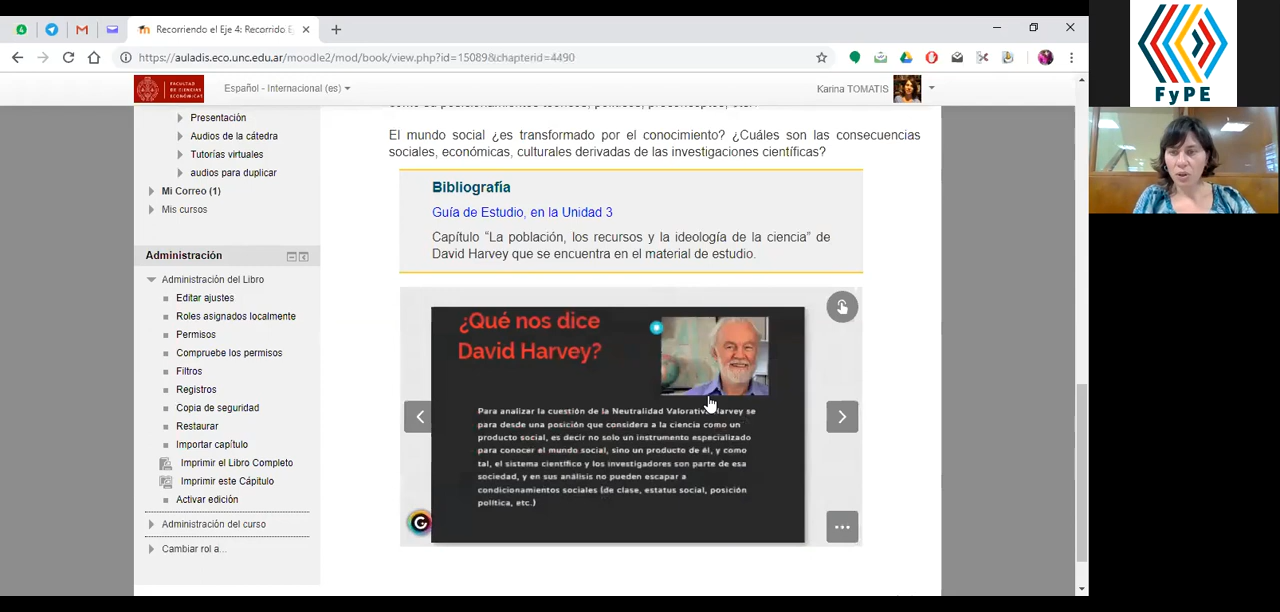 Recorriendo el Eje 4: Recorrido E
https://auladis.eco.unc.edu.ar/moodle2/mod/book/view.php?id=15089&chapterid=4490
FyPE
FACULTAD
DE CIENCIAS
ECONÓMICAS
Español - Internacional (es)
Karina TOMATIS
Presentación
Audios de la cátedra
Tutorías virtuales
audios para duplicar
Mi Correo (1)
Mis cursos
Administración
Administración del Libro
Editar ajustes
Roles asignados localmente
Permisos
Compruebe los permisos
Filtros
Registros
Copia de seguridad
Restaurar
Importar capítulo
Imprimir el Libro Completo
Imprimir este Cápitulo
Activar edición
Administración del curso
Cambiar rol a...
El mundo social ¿es transformado por el conocimiento? ¿Cuáles son las consecuencias
sociales, económicas, culturales derivadas de las investigaciones científicas?
Bibliografía
Guía de Estudio, en la Unidad 3
Capítulo “La población, los recursos y la ideología de la ciencia” de
David Harvey que se encuentra en el material de estudio.
¿Qué nos dice
David Harvey?
Para analizar la cuestión de la Neutralidad Valorativa Harvey se
para desde una posición que considera a la ciencia como un
producto social, es decir no solo un instrumento especializado
para conocer el mundo social, sino un producto de él, y como
tal, el sistema científico y los investigadores son parte de esa
sociedad, y en sus análisis no pueden escapar a
condicionamientos sociales (de clase, estatus social, posición
política, etc.)